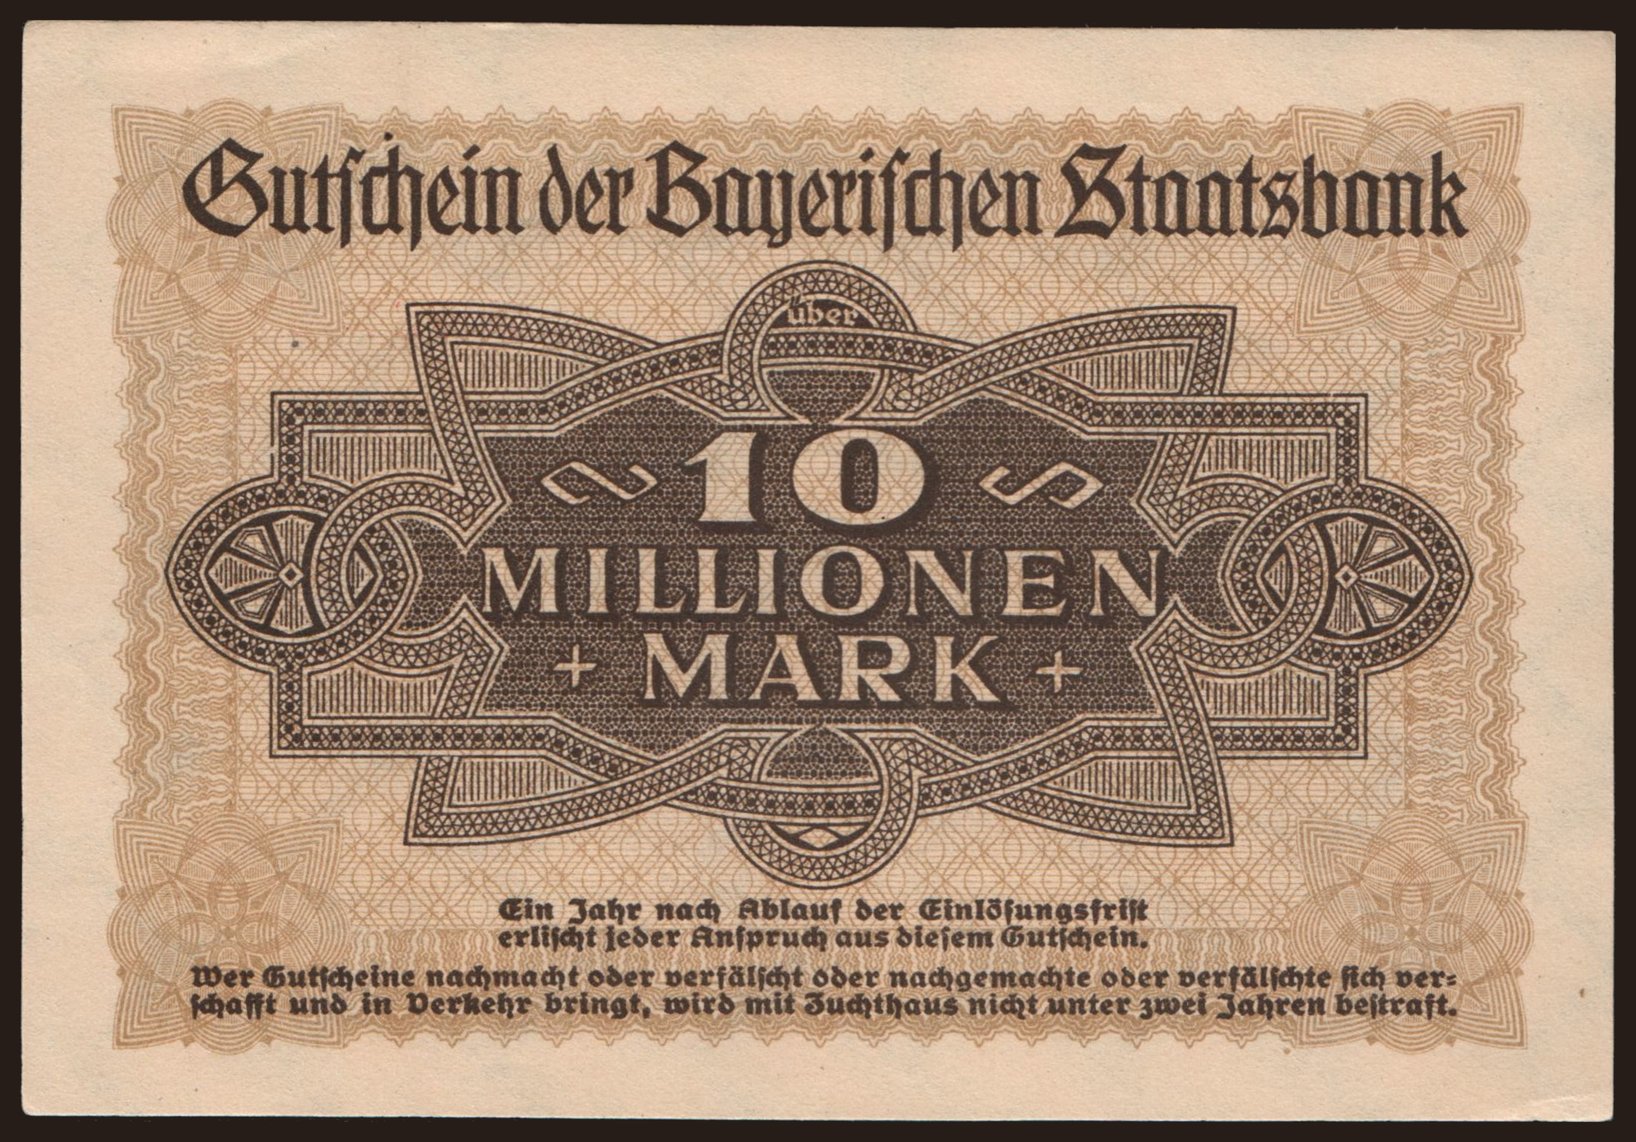 Gutschein der Bayerischen Staatsbank
über
10
MILLIONEN
+ MARK +
Ein Jahr nach Ablauf der Einlösungsfrist
erlischt jeder Anspruch aus diesem Gutschein.
Wer Gutscheine nachmacht oder verfälscht oder nachgemachte oder verfälschte sich ver=
schafft und in Verkehr bringt, wird mit Zuchthaus nicht unter zwei Jahren bestraft.